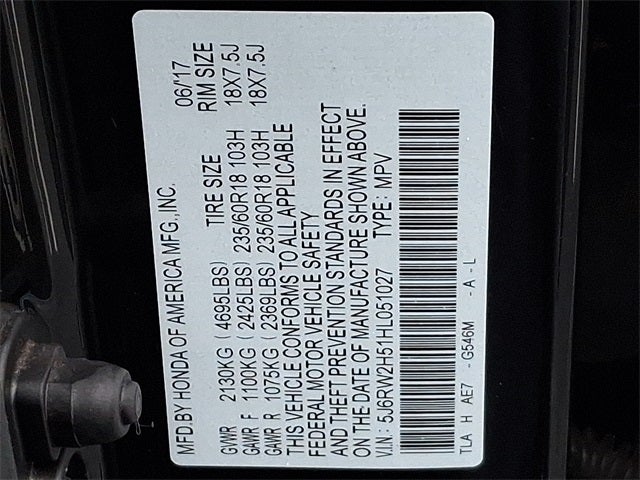 MFD. BY HONDA OF AMERICA MFG., INC. 06/17
TIRE SIZE RIM SIZE
GVWR 2130KG (4695LBS)
GAWR F 1100KG (2425LBS) 235/60R18 103H 18X7.5J
GAWR R 1075KG (2369LBS) 235/60R18 103H 18X7.5J
THIS VEHICLE CONFORMS TO ALL APPLICABLE
FEDERAL MOTOR VEHICLE SAFETY
AND THEFT PREVENTION STANDARDS IN EFFECT
ON THE DATE OF MANUFACTURE SHOWN ABOVE.
V.I.N: 5J6RW2H51HL051027 TYPE: MPV
TLA H AE7 - G546M - A - L